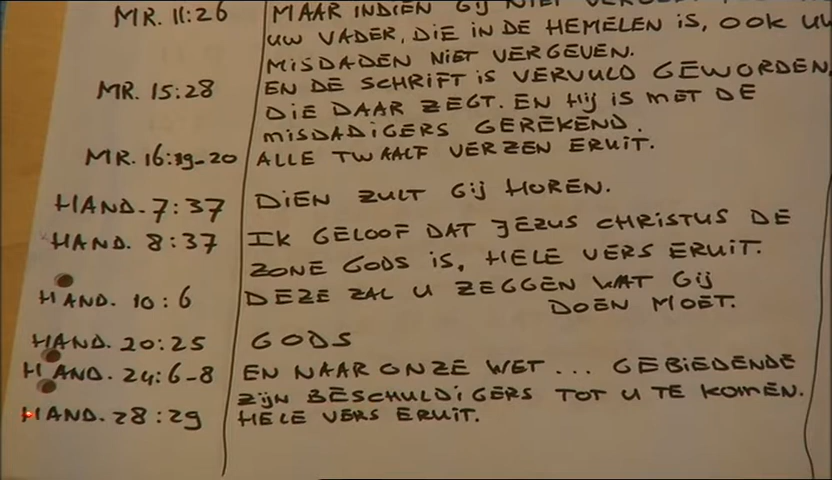 MR. 11:26 MAAR INDIEN GIJ NIET
UW VADER, DIE IN DE HEMELEN IS, OOK UW
MISDADEN NIET VERGEVEN.
MR. 15:28 EN DE SCHRIFT IS VERVULD GEWORDEN,
DIE DAAR ZEGT. EN HIJ IS MET DE
MISDADIGERS GEREKEND.
MR. 16:19-20 ALLE TWAALF VERZEN ERUIT.
HAND. 7:37 DIEN ZULT GIJ HOREN.
HAND. 8:37 IK GELOOF DAT JEZUS CHRISTUS DE
ZONE GODS IS, HELE VERS ERUIT.
HAND. 10:6 DEZE ZAL U ZEGGEN WAT GIJ
DOEN MOET.
HAND. 20:25 GODS
HAND. 24:6-8 EN NAAR ONZE WET... GEBIEDENDE
ZIJN BESCHULDIGERS TOT U TE KOMEN.
HAND. 28:29 HELE VERS ERUIT.